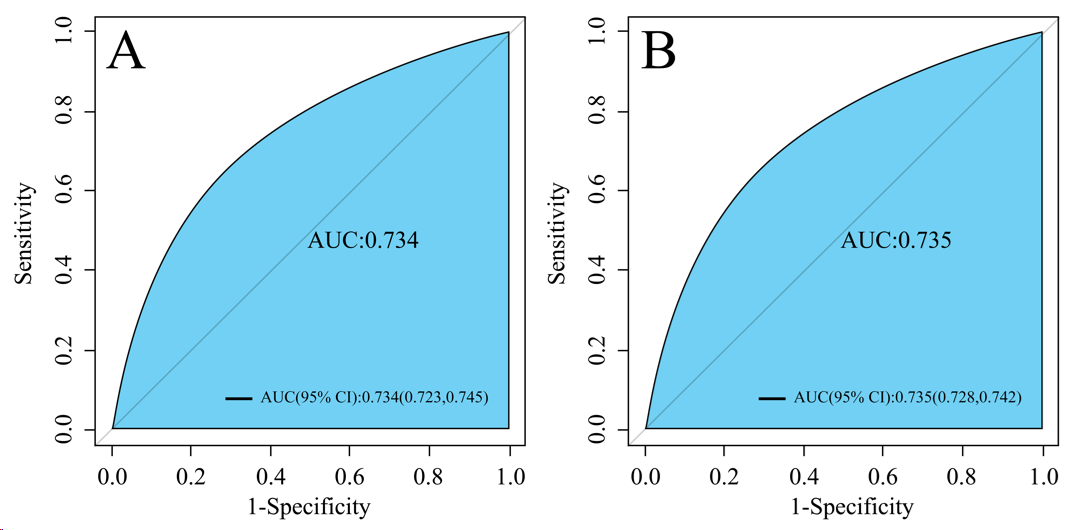 A
1.0
0.8
0.6
0.4
0.2
0.0
Sensitivity
AUC:0.734
AUC(95% CI):0.734(0.723,0.745)
0.0 0.2 0.4 0.6 0.8 1.0
1-Specificity
B
1.0
0.8
0.6
0.4
0.2
0.0
Sensitivity
AUC:0.735
AUC(95% CI):0.735(0.728,0.742)
0.0 0.2 0.4 0.6 0.8 1.0
1-Specificity